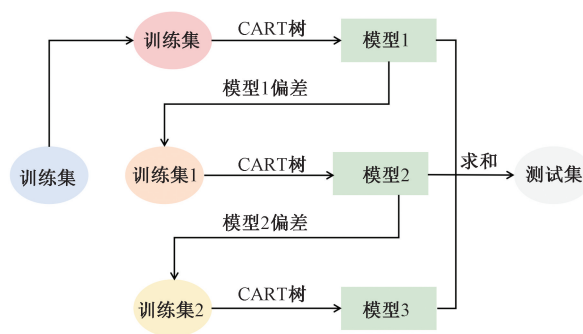 训练集
CART树
模型1
模型1偏差
训练集
训练集1
CART树
模型2
求和
测试集
模型2偏差
训练集2
CART树
模型3